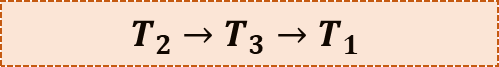 T₂ → T₃ → T₁